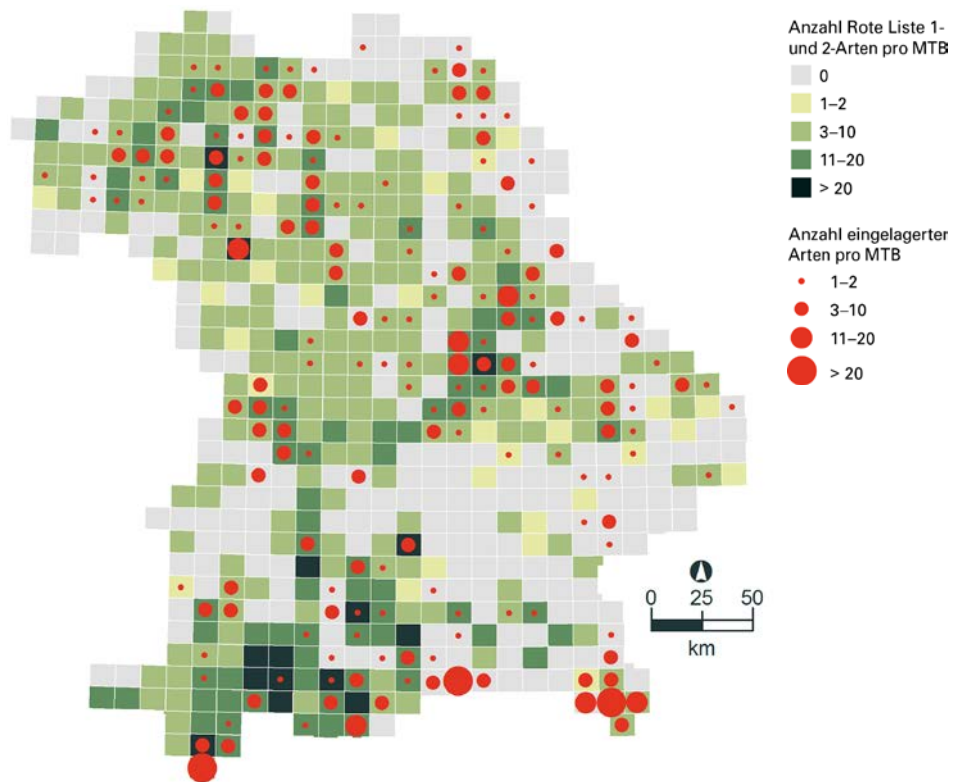 Anzahl Rote Liste 1-
und 2-Arten pro MTB
0
1–2
3–10
11–20
> 20
Anzahl eingelagerter
Arten pro MTB
1–2
3–10
11–20
> 20
0 25 50
km